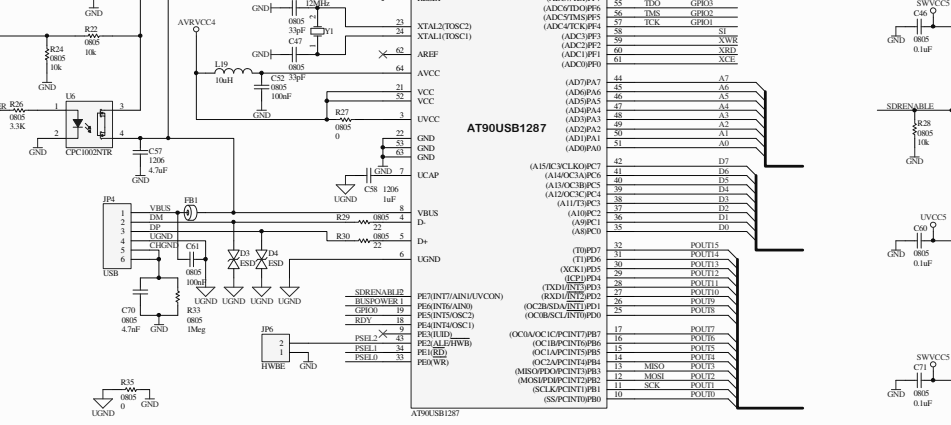 GND
R22
0805
10k
R24
0805
10k
GND
R26
0805
3.3K
U6
1
2
3
4
GND
CPC1002NTR
C57
1206
4.7uF
GND
AVRVCC4
L19
10uH
C52
0805
100nF
GND
GND
0805
33pF
12MHz
2
1
Y1
C47
GND
0805
33pF
R27
0805
0
GND
C58 1206
1uF
UGND
23
24
62
64
21
52
3
22
53
63
7
8
4
5
6
XTAL2(TOSC2)
XTAL1(TOSC1)
AREF
AVCC
VCC
VCC
UVCC
GND
GND
GND
UCAP
VBUS
D-
D+
UGND
AT90USB1287
JP4
1
2
3
4
5
6
USB
VBUS
DM
DP
UGND
CHGND
FB1
C61
0805
100nF
UGND
D3
ESD
UGND
D4
ESD
UGND
UGND
R29 0805
22
R30 0805
22
C70
0805
4.7nF
GND
R33
0805
1Meg
R35
0805
0
UGND
GND
JP6
2
1
HWBE
GND
SDRENABLE 2
BUSPOWER 1
GPIO0 19
RDY 18
9
PSEL2 43
PSEL1 34
PSEL0 33
PE7(INT7/AIN1/UVCON)
PE6(INT6/AIN0)
PE5(INT5/OSC2)
PE4(INT4/OSC1)
PE3(IUID)
PE2(ALE/HWB)
PE1(RD)
PE0(WR)
AT90USB1287
(ADC5/TMS)PF5 56 TMS GPIO2
(ADC4/TCK)PF4 57 TCK GPIO1
(ADC3)PF3 58 SI
(ADC2)PF2 59 XWR
(ADC1)PF1 60 XRD
(ADC0)PF0 61 XCE
(AD7)PA7 44 A7
(AD6)PA6 45 A6
(AD5)PA5 46 A5
(AD4)PA4 47 A4
(AD3)PA3 48 A3
(AD2)PA2 49 A2
(AD1)PA1 50 A1
(AD0)PA0 51 A0
(A15/IC3/CLKO)PC7 42 D7
(A14/OC3A)PC6 41 D6
(A13/OC3B)PC5 40 D5
(A12/OC3C)PC4 39 D4
(A11/T3)PC3 38 D3
(A10)PC2 37 D2
(A9)PC1 36 D1
(A8)PC0 35 D0
(T0)PD7 32 POUT15
(T1)PD6 31 POUT14
(XCK1)PD5 30 POUT13
(ICP1)PD4 29 POUT12
(TXD1/INT3)PD3 28 POUT11
(RXD1/INT2)PD2 27 POUT10
(OC2B/SDA/INT1)PD1 26 POUT9
(OC0B/SCL/INT0)PD0 25 POUT8
(OC0A/OC1C/PCINT7)PB7 17 POUT7
(OC1B/PCINT6)PB6 16 POUT6
(OC1A/PCINT5)PB5 15 POUT5
(OC2A/PCINT4)PB4 14 POUT4
(MISO/PDO/PCINT3)PB3 13 MISO POUT3
(MOSI/PDI/PCINT2)PB2 12 MOSI POUT2
(SCLK/PCINT1)PB1 11 SCK POUT1
(SS/PCINT0)PB0 10 POUT0
SWVCC5
C46
GND
0805
0.1uF
SDRENABLE
R28
0805
10k
GND
UVCC5
C60
GND
0805
0.1uF
SWVCC5
C71
GND
0805
0.1uF